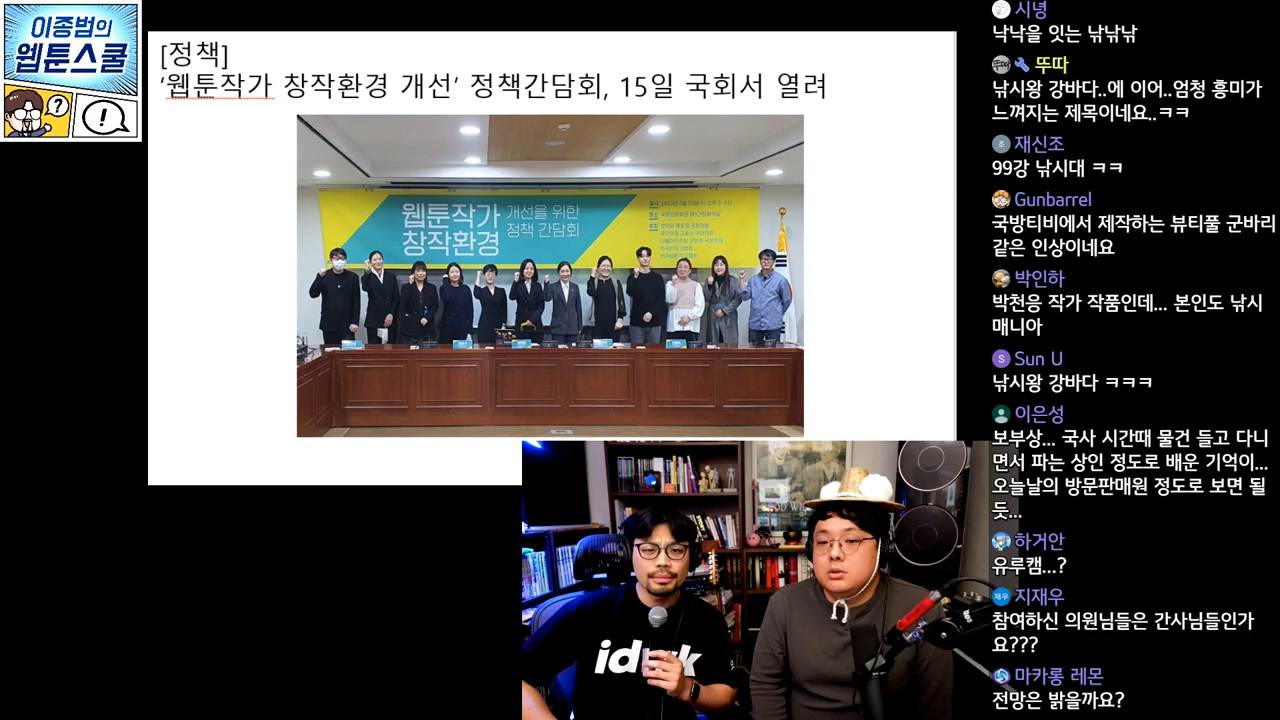 이종범의
웹툰스쿨
?
!
[정책]
‘웹툰작가 창작환경 개선’ 정책간담회, 15일 국회서 열려
웹툰작가
창작환경
개선을 위한
정책 간담회
idwk
시녕
낙낙을 잇는 낚낚낚
뚜따
낚시왕 강바다..에 이어..엄청 흥미가
느껴지는 제목이네요..ㅋㅋ
조
재신조
99강 낚시대 ㅋㅋ
Gunbarrel
국방티비에서 제작하는 뷰티풀 군바리
같은 인상이네요
박인하
박천응 작가 작품인데... 본인도 낚시
매니아
S
Sun U
낚시왕 강바다 ㅋㅋㅋ
이은성
보부상... 국사 시간때 물건 들고 다니
면서 파는 상인 정도로 배운 기억이...
오늘날의 방문판매원 정도로 보면 될
듯...
하거안
유루캠...?
재우
지재우
참여하신 의원님들은 간사님들인가
요???
마카롱 레몬
전망은 밝을까요?